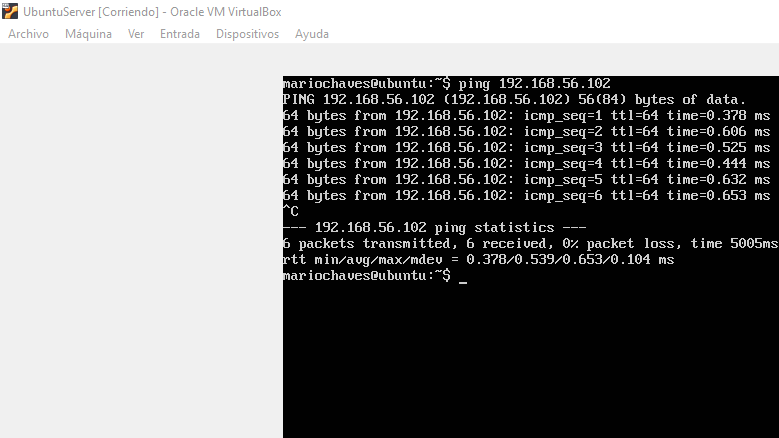 UbuntuServer [Corriendo] - Oracle VM VirtualBox
Archivo Máquina Ver Entrada Dispositivos Ayuda
mariochaves@ubuntu:~$ ping 192.168.56.102
PING 192.168.56.102 (192.168.56.102) 56(84) bytes of data.
64 bytes from 192.168.56.102: icmp_seq=1 ttl=64 time=0.378 ms
64 bytes from 192.168.56.102: icmp_seq=2 ttl=64 time=0.606 ms
64 bytes from 192.168.56.102: icmp_seq=3 ttl=64 time=0.525 ms
64 bytes from 192.168.56.102: icmp_seq=4 ttl=64 time=0.444 ms
64 bytes from 192.168.56.102: icmp_seq=5 ttl=64 time=0.632 ms
64 bytes from 192.168.56.102: icmp_seq=6 ttl=64 time=0.653 ms
^C
--- 192.168.56.102 ping statistics ---
6 packets transmitted, 6 received, 0% packet loss, time 5005ms
rtt min/avg/max/mdev = 0.378/0.539/0.653/0.104 ms
mariochaves@ubuntu:~$ _